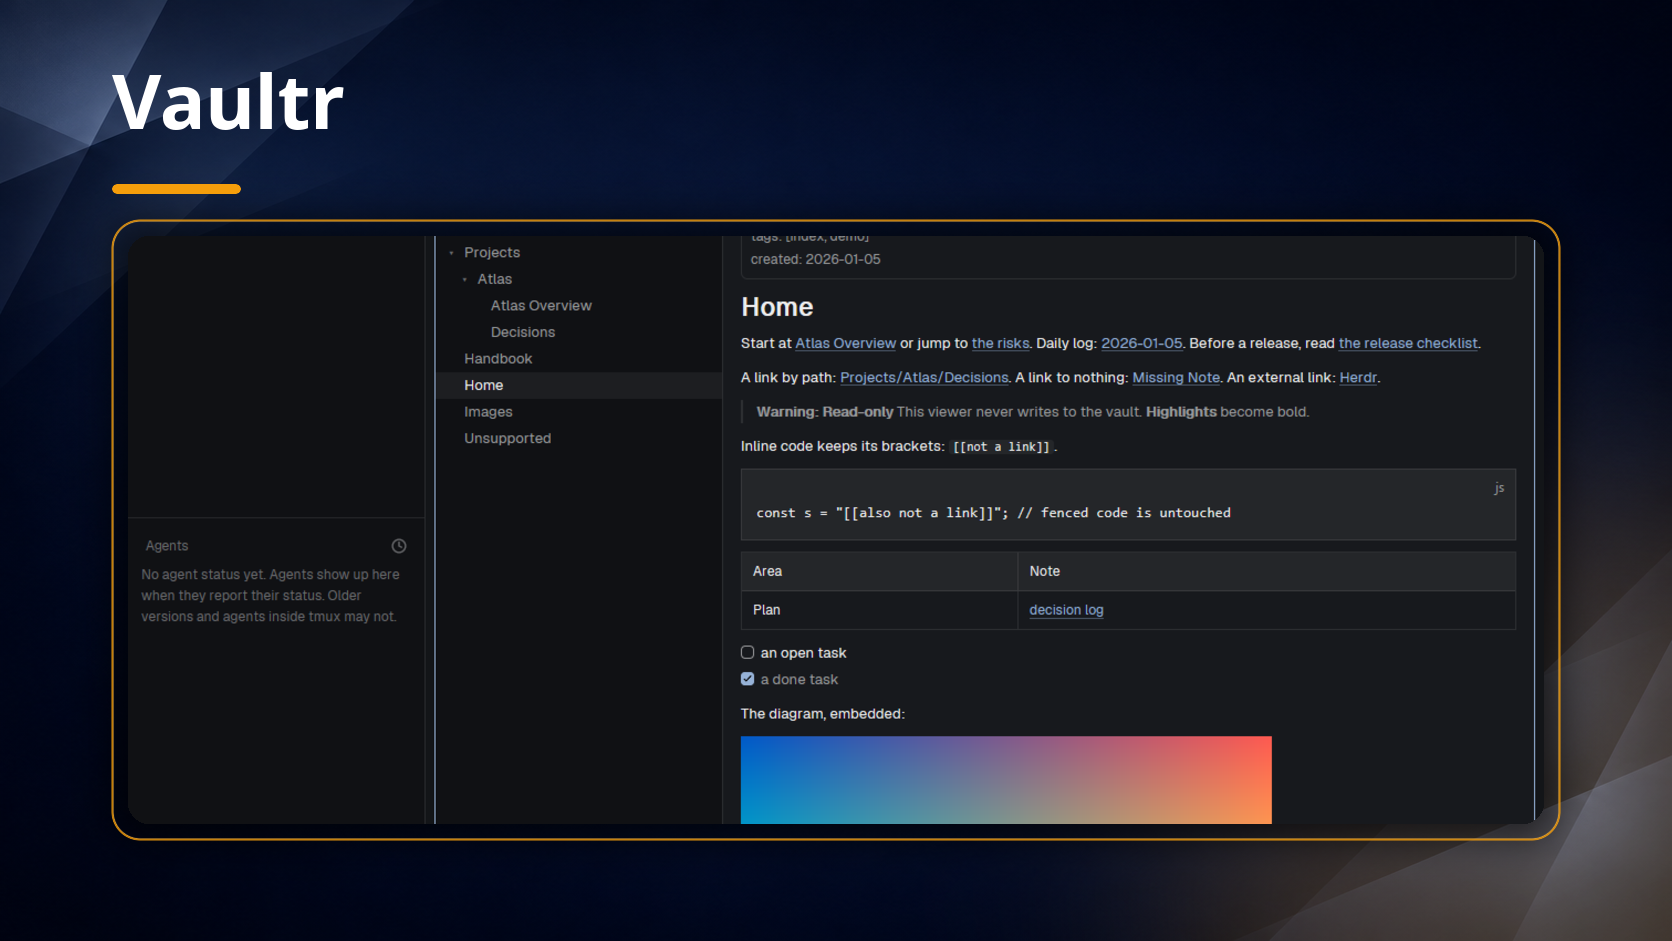 Vaultr
Projects
Atlas
Atlas Overview
Decisions
Handbook
Home
Images
Unsupported
Agents
No agent status yet. Agents show up here
when they report their status. Older
versions and agents inside tmux may not.
tags: [index, demo]
created: 2026-01-05
Home
Start at Atlas Overview or jump to the risks. Daily log: 2026-01-05. Before a release, read the release checklist.
A link by path: Projects/Atlas/Decisions. A link to nothing: Missing Note. An external link: Herdr.
Warning: Read-only This viewer never writes to the vault. Highlights become bold.
Inline code keeps its brackets: [[not a link]].
js
const s = "[[also not a link]]"; // fenced code is untouched
Area Note
Plan decision log
an open task
a done task
The diagram, embedded: